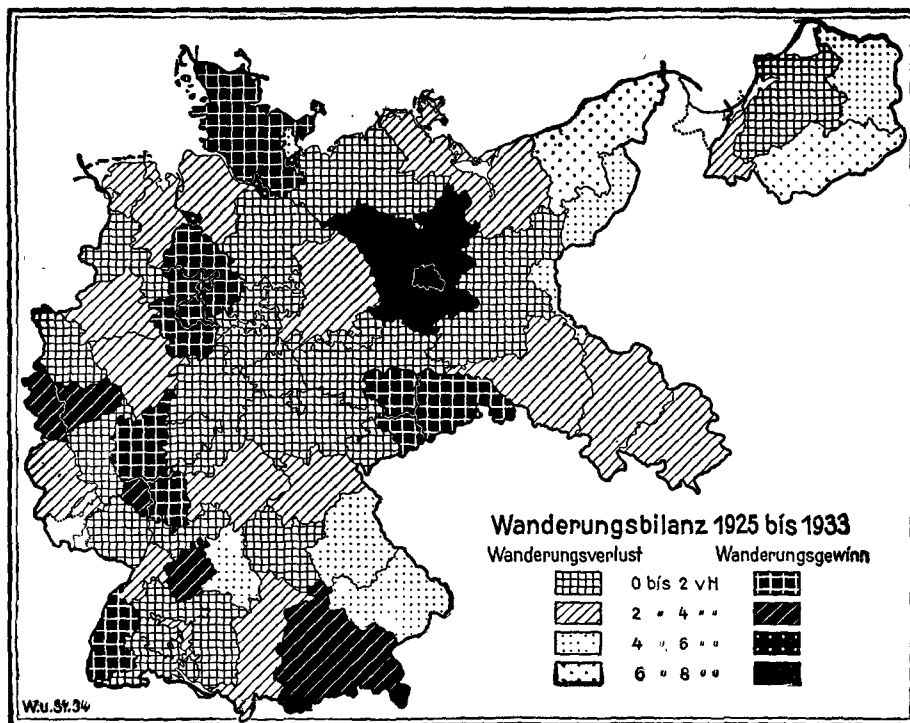 Wanderungsbilanz 1925 bis 1933
Wanderungsverlust Wanderungsgewinn
0 bis 2 vH
2 " 4 " "
4 " 6 " "
6 " 8 " "
W.u.St.34